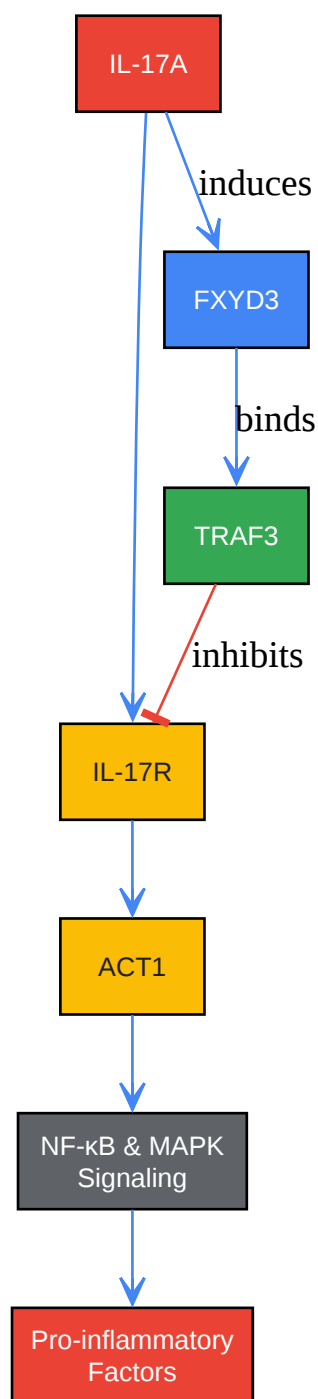 IL-17A
induces
FXYD3
binds
TRAF3
inhibits
IL-17R
ACT1
NF-κB & MAPK
Signaling
Pro-inflammatory
Factors